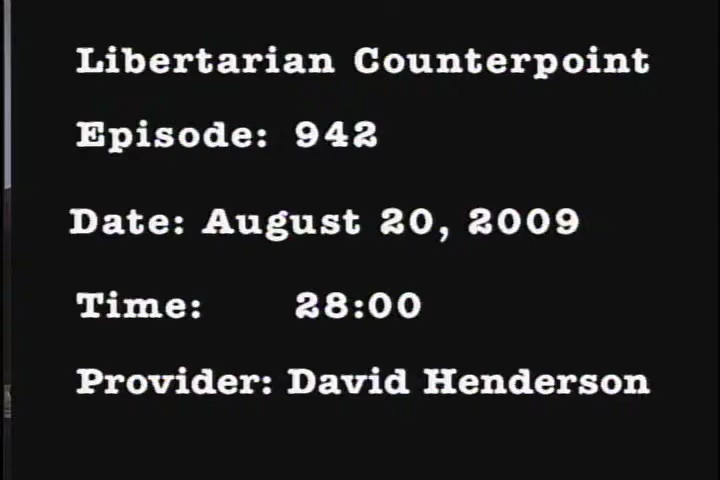 Libertarian Counterpoint
Episode: 942
Date: August 20, 2009
Time: 28:00
Provider: David Henderson